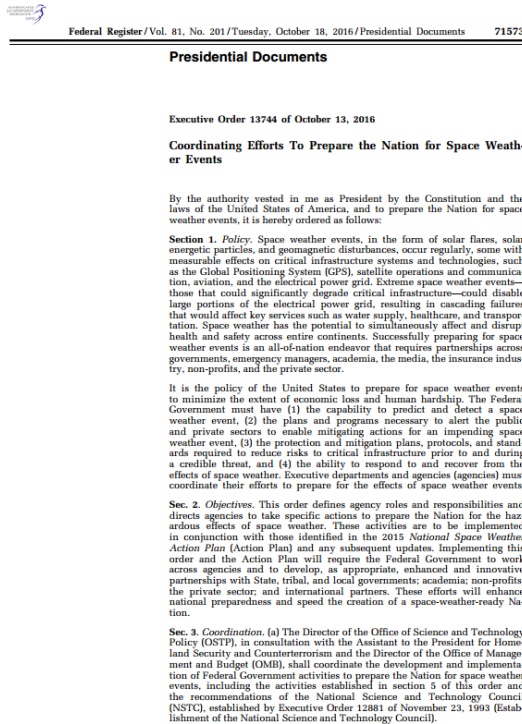 Federal Register / Vol. 81, No. 201 / Tuesday, October 18, 2016 / Presidential Documents 71573
Presidential Documents
Executive Order 13744 of October 13, 2016
Coordinating Efforts To Prepare the Nation for Space Weath-
er Events
By the authority vested in me as President by the Constitution and the
laws of the United States of America, and to prepare the Nation for space
weather events, it is hereby ordered as follows:
Section 1. Policy. Space weather events, in the form of solar flares, solar
energetic particles, and geomagnetic disturbances, occur regularly, some with
measurable effects on critical infrastructure systems and technologies, such
as the Global Positioning System (GPS), satellite operations and communica-
tion, aviation, and the electrical power grid. Extreme space weather events—
those that could significantly degrade critical infrastructure—could disable
large portions of the electrical power grid, resulting in cascading failures
that would affect key services such as water supply, healthcare, and transpor-
tation. Space weather has the potential to simultaneously affect and disrupt
health and safety across entire continents. Successfully preparing for space
weather events is an all-of-nation endeavor that requires partnerships across
governments, emergency managers, academia, the media, the insurance indus-
try, non-profits, and the private sector.
It is the policy of the United States to prepare for space weather events
to minimize the extent of economic loss and human hardship. The Federal
Government must have (1) the capability to predict and detect a space
weather event, (2) the plans and programs necessary to alert the public
and private sectors to enable mitigating actions for an impending space
weather event, (3) the protection and mitigation plans, protocols, and stand-
ards required to reduce risks to critical infrastructure prior to and during
a credible threat, and (4) the ability to respond to and recover from the
effects of space weather. Executive departments and agencies (agencies) must
coordinate their efforts to prepare for the effects of space weather events
Sec. 2. Objectives. This order defines agency roles and responsibilities and
directs agencies to take specific actions to prepare the Nation for the haz-
ardous effects of space weather. These activities are to be implemented
in conjunction with those identified in the 2015 National Space Weather
Action Plan (Action Plan) and any subsequent updates. Implementing this
order and the Action Plan will require the Federal Government to work
across agencies and to develop, as appropriate, enhanced and innovative
partnerships with State, tribal, and local governments; academia; non-profits
the private sector; and international partners. These efforts will enhance
national preparedness and speed the creation of a space-weather-ready Na-
tion.
Sec. 3. Coordination. (a) The Director of the Office of Science and Technology
Policy (OSTP), in consultation with the Assistant to the President for Home-
land Security and Counterterrorism and the Director of the Office of Manage-
ment and Budget (OMB), shall coordinate the development and implementa-
tion of Federal Government activities to prepare the Nation for space weather
events, including the activities established in section 5 of this order and
the recommendations of the National Science and Technology Council
(NSTC), established by Executive Order 12881 of November 23, 1993 (Estab-
lishment of the National Science and Technology Council).